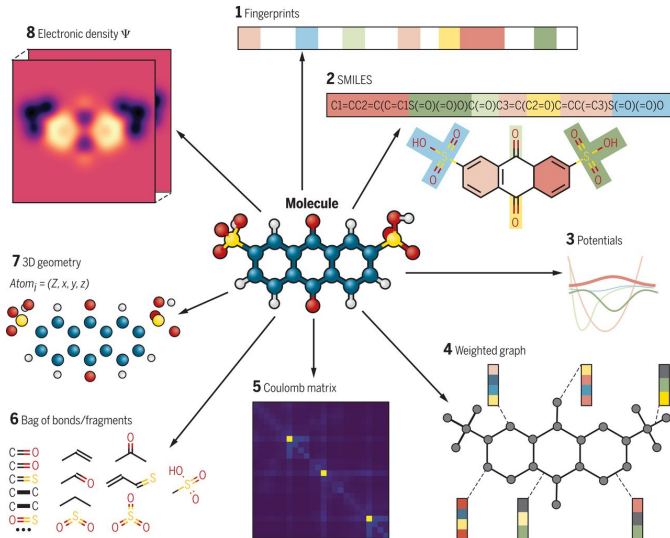 1 Fingerprints
8 Electronic density Ψ
2 SMILES
C1=CC2=C(C=C1S(=O)(=O)O)C(=O)C3=C(C2=O)C=CC(=C3)S(=O)(=O)O
HO S O O
O
O
O S OH O
Molecule
3 Potentials
7 3D geometry
Atomi = (Z, x, y, z)
4 Weighted graph
5 Coulomb matrix
6 Bag of bonds/fragments
C=O
C=O
C=S
C–C
C=C
O=S
•••
O
O
S
HO O
S
O
O S O
O
S
O